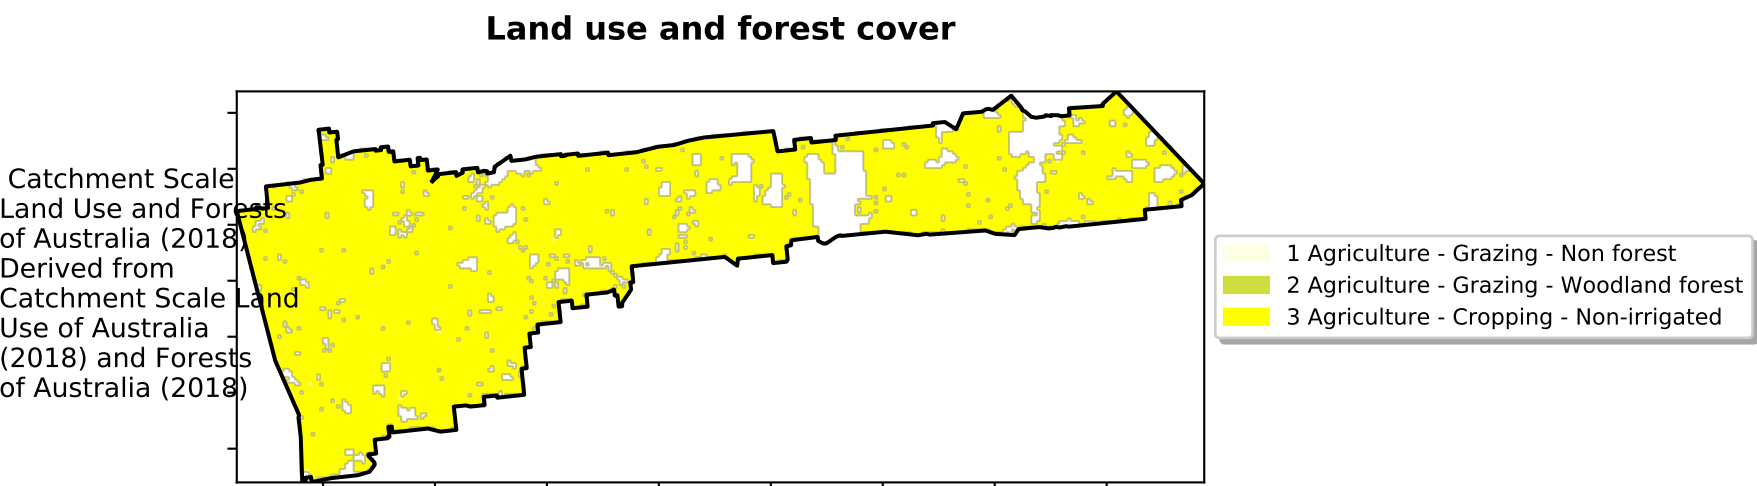 Land use and forest cover
Catchment Scale
Land Use and Forests
of Australia (2018)
Derived from
Catchment Scale Land
Use of Australia
(2018) and Forests
of Australia (2018)
1 Agriculture - Grazing - Non forest
2 Agriculture - Grazing - Woodland forest
3 Agriculture - Cropping - Non-irrigated